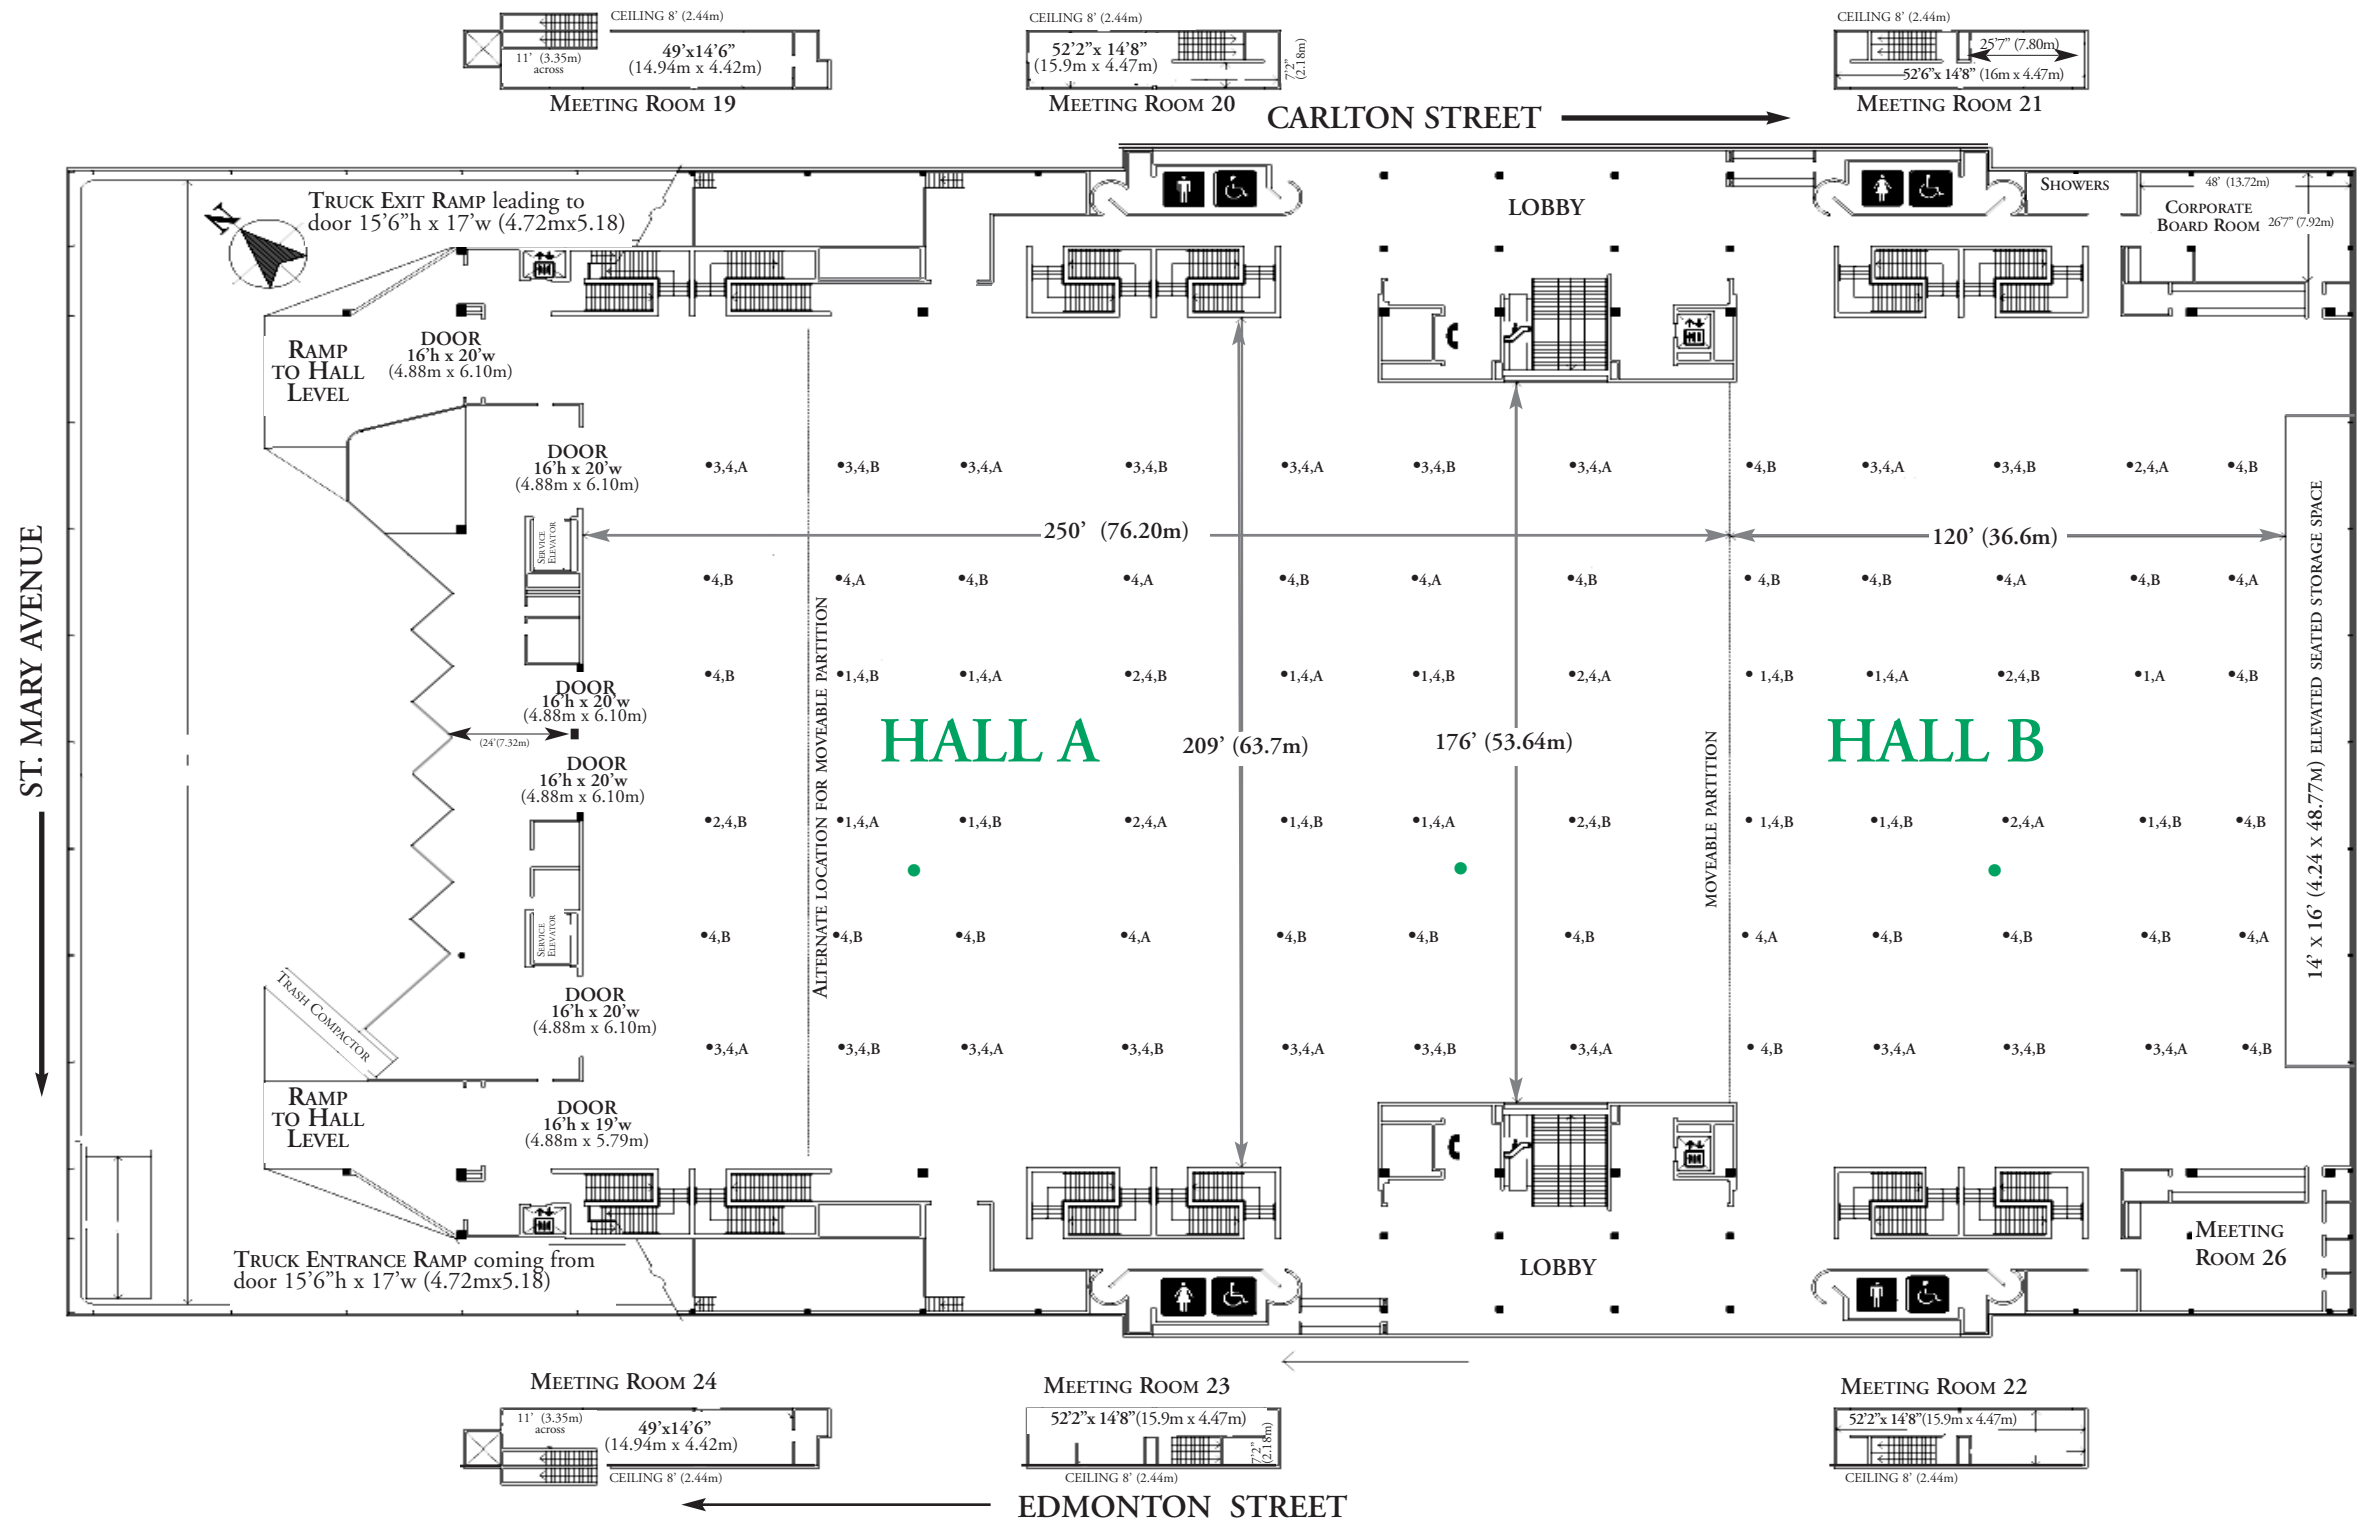 CEILING 8’ (2.44m)
11’ (3.35m)
across
49’x14’6”
(14.94m x 4.42m)
MEETING ROOM 19
CEILING 8’ (2.44m)
52’2”x 14’8”
(15.9m x 4.47m)
7’2”
(2.18m)
MEETING ROOM 20
CEILING 8’ (2.44m)
25’7” (7.80m)
52’6”x 14’8” (16m x 4.47m)
MEETING ROOM 21
CARLTON STREET
N
TRUCK EXIT RAMP leading to
door 15’6”h x 17’w (4.72mx5.18)
LOBBY
SHOWERS
48’ (13.72m)
CORPORATE
BOARD ROOM
26’7” (7.92m)
RAMP
TO HALL
LEVEL
DOOR
16’h x 20’w
(4.88m x 6.10m)
DOOR
16’h x 20’w
(4.88m x 6.10m)
•3,4,A •3,4,B •3,4,A •3,4,B •3,4,A •3,4,B •3,4,A •4,B •3,4,A •3,4,B •2,4,A •4,B
SERVICE
ELEVATOR
250’ (76.20m)
120’ (36.6m)
•4,B •4,A •4,B •4,A •4,B •4,A •4,B • 4,B •4,B •4,A •4,B •4,A
ST. MARY AVENUE
ALTERNATE LOCATION FOR MOVEABLE PARTITION
MOVEABLE PARTITION
14’ x 16’ (4.24 x 48.77M) ELEVATED SEATED STORAGE SPACE
•4,B •1,4,B •1,4,A •2,4,B •1,4,A •1,4,B •2,4,A • 1,4,B •1,4,A •2,4,B •1,A •4,B
DOOR
16’h x 20’w
(4.88m x 6.10m)
(24’(7.32m)
HALL A
209’ (63.7m)
176’ (53.64m)
HALL B
DOOR
16’h x 20’w
(4.88m x 6.10m)
•2,4,B •1,4,A •1,4,B •2,4,A •1,4,B •1,4,A •2,4,B • 1,4,B •1,4,B •2,4,A •1,4,B •4,B
SERVICE
ELEVATOR
•4,B •4,B •4,B •4,A •4,B •4,B •4,B • 4,A •4,B •4,B •4,B •4,A
TRASH COMPACTOR
DOOR
16’h x 20’w
(4.88m x 6.10m)
•3,4,A •3,4,B •3,4,A •3,4,B •3,4,A •3,4,B •3,4,A • 4,B •3,4,A •3,4,B •3,4,A •4,B
RAMP
TO HALL
LEVEL
DOOR
16’h x 19’w
(4.88m x 5.79m)
TRUCK ENTRANCE RAMP coming from
door 15’6”h x 17’w (4.72mx5.18)
LOBBY
MEETING
ROOM 26
MEETING ROOM 24
11’ (3.35m)
across
49’x14’6”
(14.94m x 4.42m)
CEILING 8’ (2.44m)
MEETING ROOM 23
52’2”x 14’8”(15.9m x 4.47m)
7’2”
(2.18m)
CEILING 8’ (2.44m)
MEETING ROOM 22
52’2”x 14’8”(15.9m x 4.47m)
CEILING 8’ (2.44m)
EDMONTON STREET